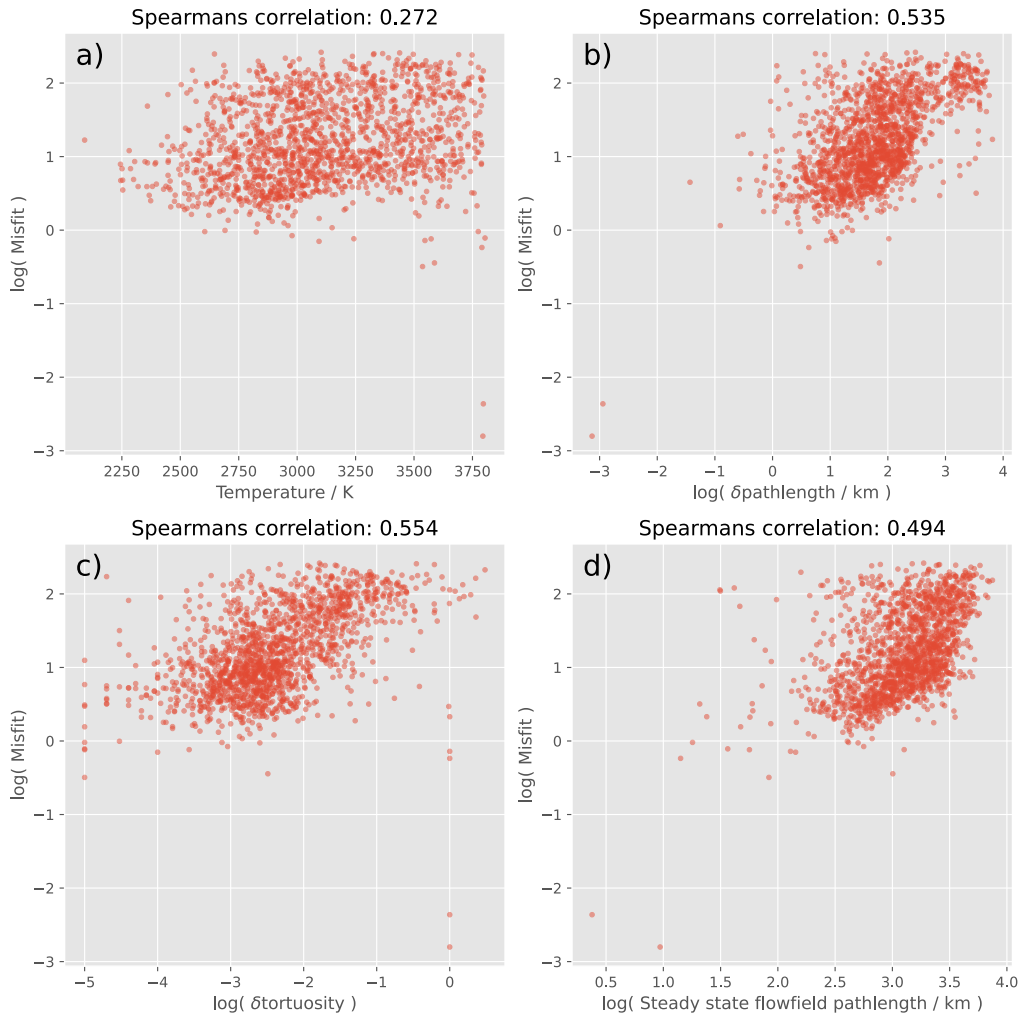 Spearmans correlation: 0.272
a)
log( Misfit )
2
1
0
−1
−2
−3
2250 2500 2750 3000 3250 3500 3750
Temperature / K
Spearmans correlation: 0.535
b)
log( Misfit )
2
1
0
−1
−2
−3
−3 −2 −1 0 1 2 3 4
log( δpathlength / km )
Spearmans correlation: 0.554
c)
log( Misfit)
2
1
0
−1
−2
−3
−5 −4 −3 −2 −1 0
log( δtortuosity )
Spearmans correlation: 0.494
d)
log( Misfit )
2
1
0
−1
−2
−3
0.5 1.0 1.5 2.0 2.5 3.0 3.5 4.0
log( Steady state flowfield pathlength / km )